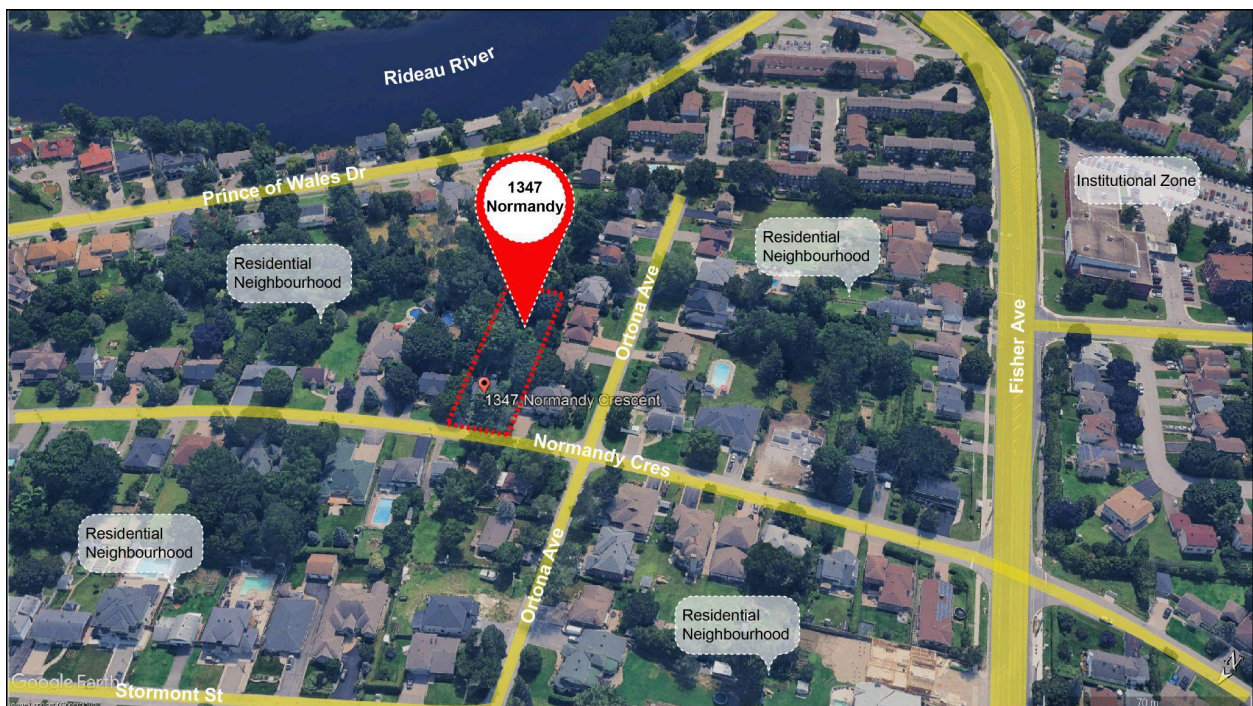 Rideau River
Prince of Wales Dr
1347
Normandy
Institutional Zone
Residential
Neighbourhood
Residential
Neighbourhood
Ortona Ave
Fisher Ave
1347 Normandy Crescent
Normandy Cres
Residential
Neighbourhood
Ortona Ave
Residential
Neighbourhood
Google Earth
Stormont St
N
70 m